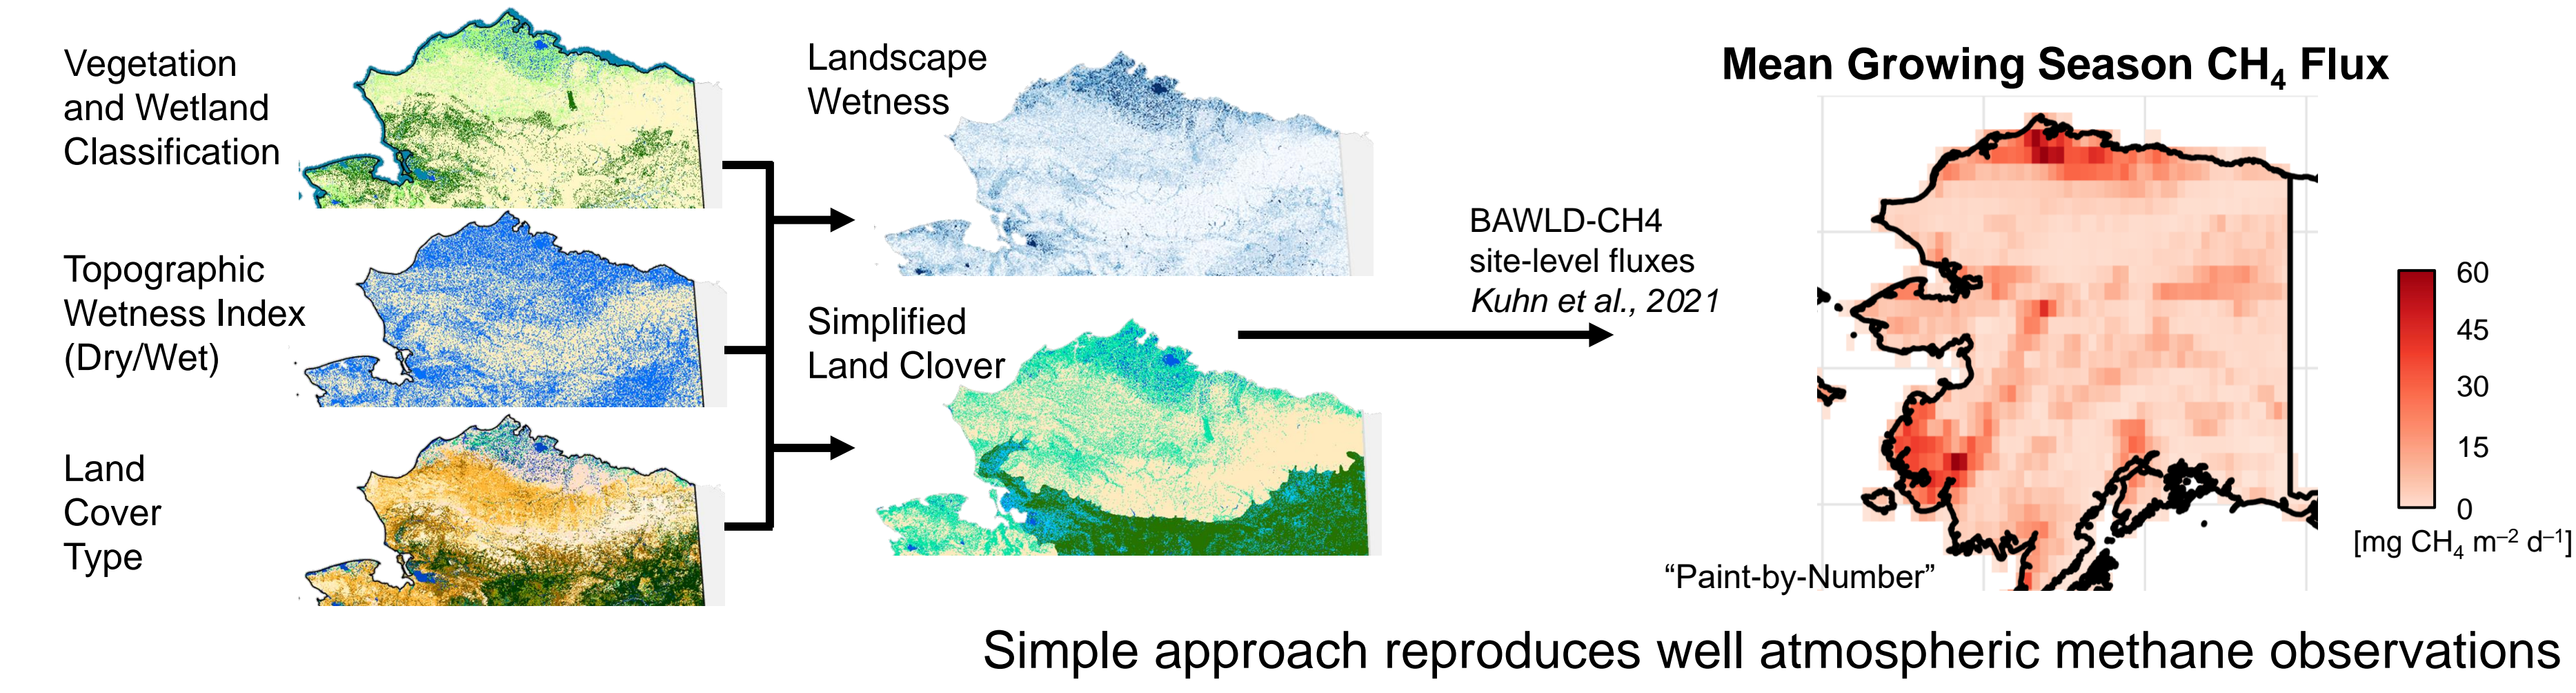 Vegetation
and Wetland
Classification
Topographic
Wetness Index
(Dry/Wet)
Land
Cover
Type
Landscape
Wetness
Simplified
Land Clover
BAWLD-CH4
site-level fluxes
Kuhn et al., 2021
Mean Growing Season CH₄ Flux
60
45
30
15
0
[mg CH₄ m⁻² d⁻¹]
“Paint-by-Number”
Simple approach reproduces well atmospheric methane observations